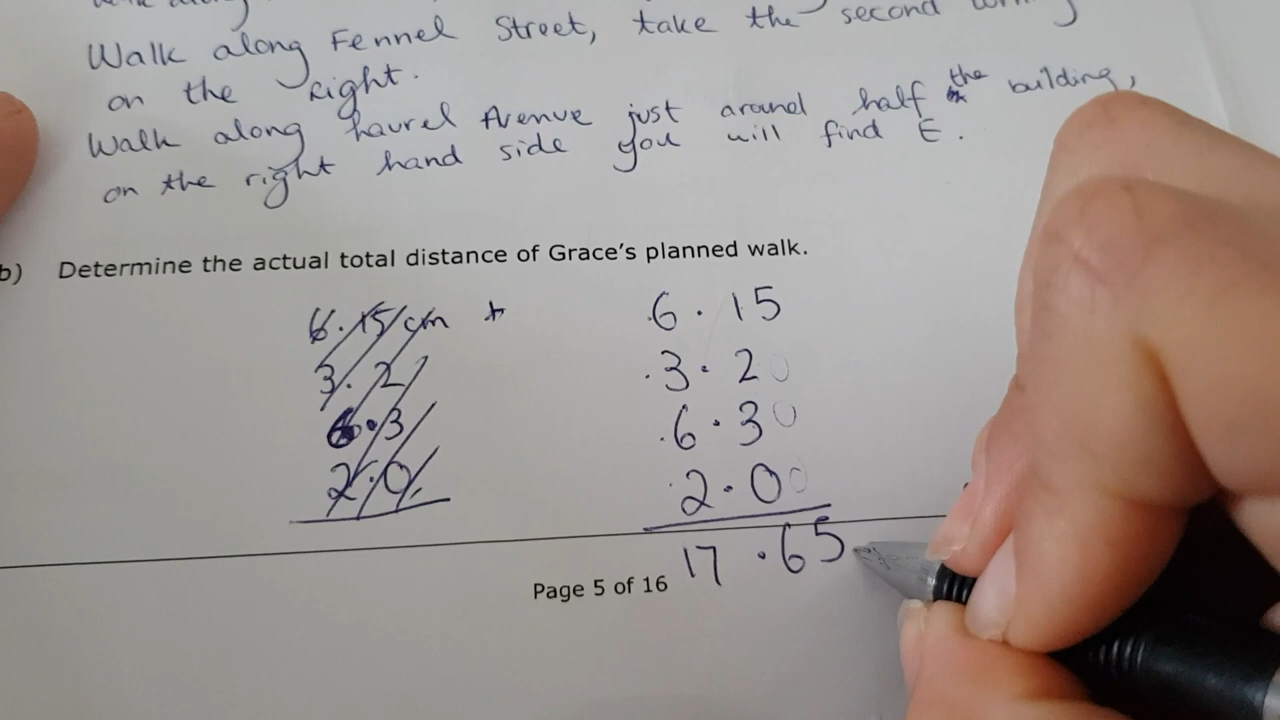 Walk along Fennel Street, take the second
on the right.
Walk along Laurel Avenue just around half the building,
on the right hand side you will find E.
b) Determine the actual total distance of Grace's planned walk.
6.15 cm +
3.2
6.3
2.0
6.15
3.20
6.30
2.00
17.65
Page 5 of 16